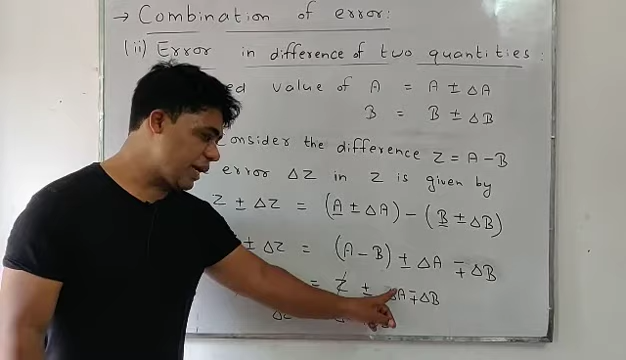 → Combination of error:
(ii) Error in difference of two quantities:
value of A = A ± ΔA
B = B ± ΔB
Consider the difference Z = A - B
error ΔZ in Z is given by
Z ± ΔZ = (A ± ΔA) - (B ± ΔB)
± ΔZ = (A - B) ± ΔA ∓ ΔB
= Z ± ΔA ∓ ΔB